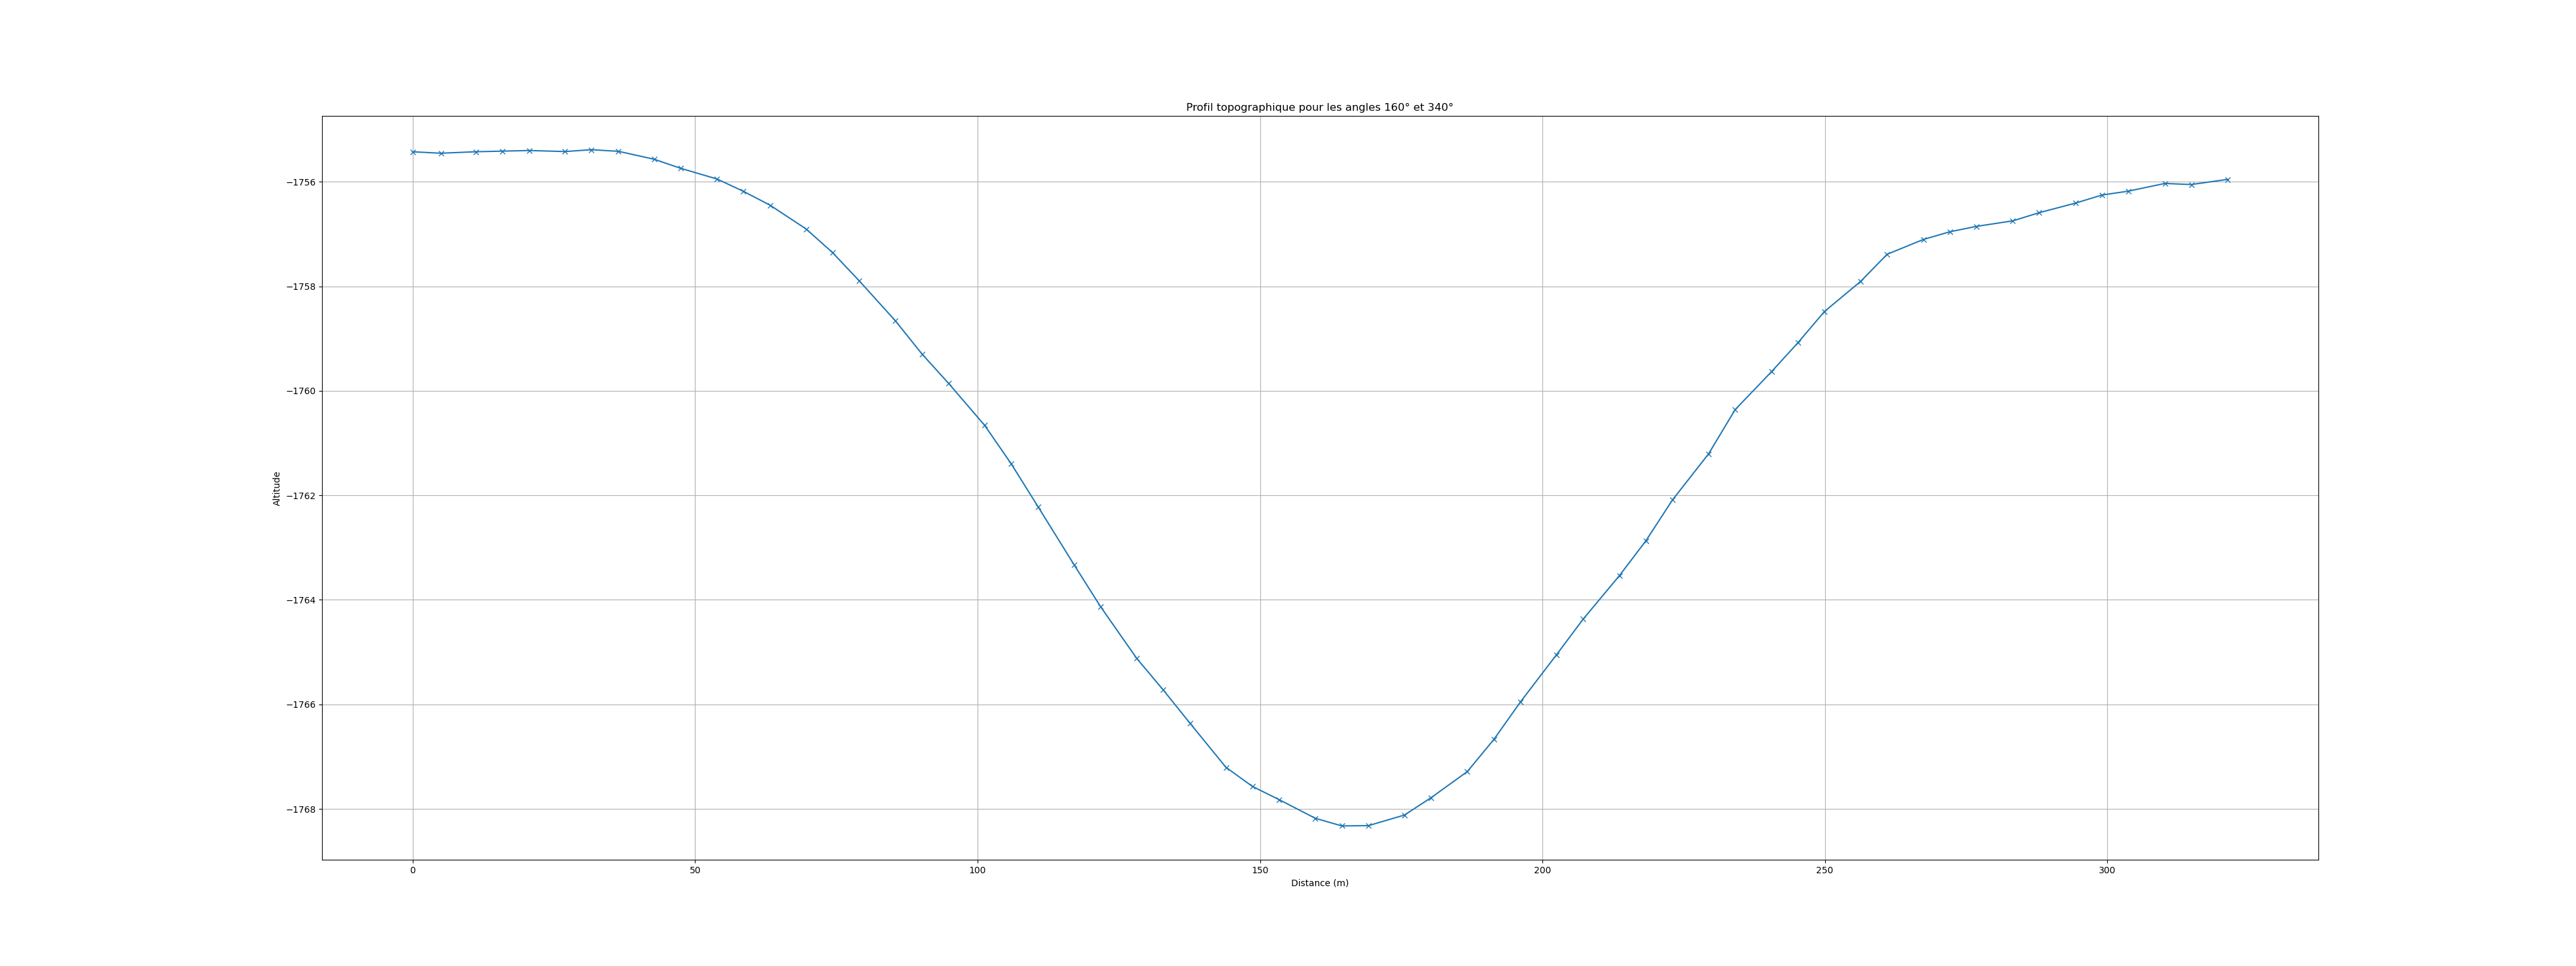 Profil topographique pour les angles 160° et 340°
Altitude
−1756
−1758
−1760
−1762
−1764
−1766
−1768
0 50 100 150 200 250 300
Distance (m)